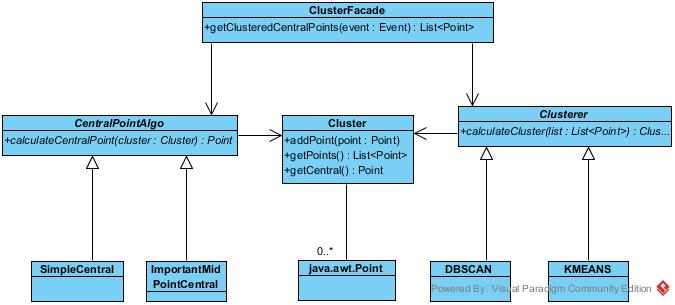 ClusterFacade
+getClusteredCentralPoints(event : Event) : List<Point>
CentralPointAlgo
+calculateCentralPoint(cluster : Cluster) : Point
Cluster
+addPoint(point : Point)
+getPoints() : List<Point>
+getCentral() : Point
Clusterer
+calculateCluster(list : List<Point>) : Clus...
0..*
SimpleCentral
ImportantMid
PointCentral
java.awt.Point
DBSCAN
KMEANS
Powered By Visual Paradigm Community Edition